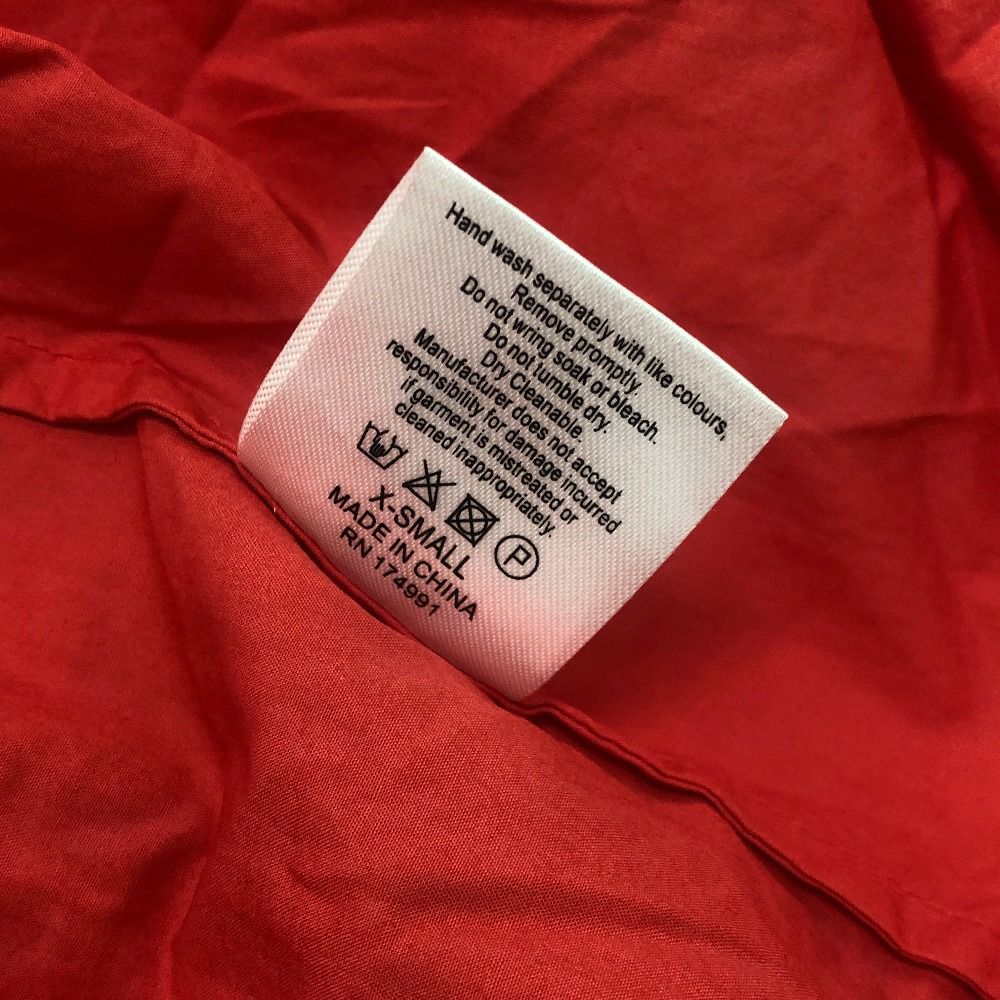 Hand wash separately with like colours,
Remove promptly
Do not wring soak or bleach.
Do not tumble dry.
Dry Cleanable.
Manufacturer does not accept
responsibility for damage incurred
if garment is mistreated or
cleaned inappropriately.
P
X-SMALL
MADE IN CHINA
RN 174991